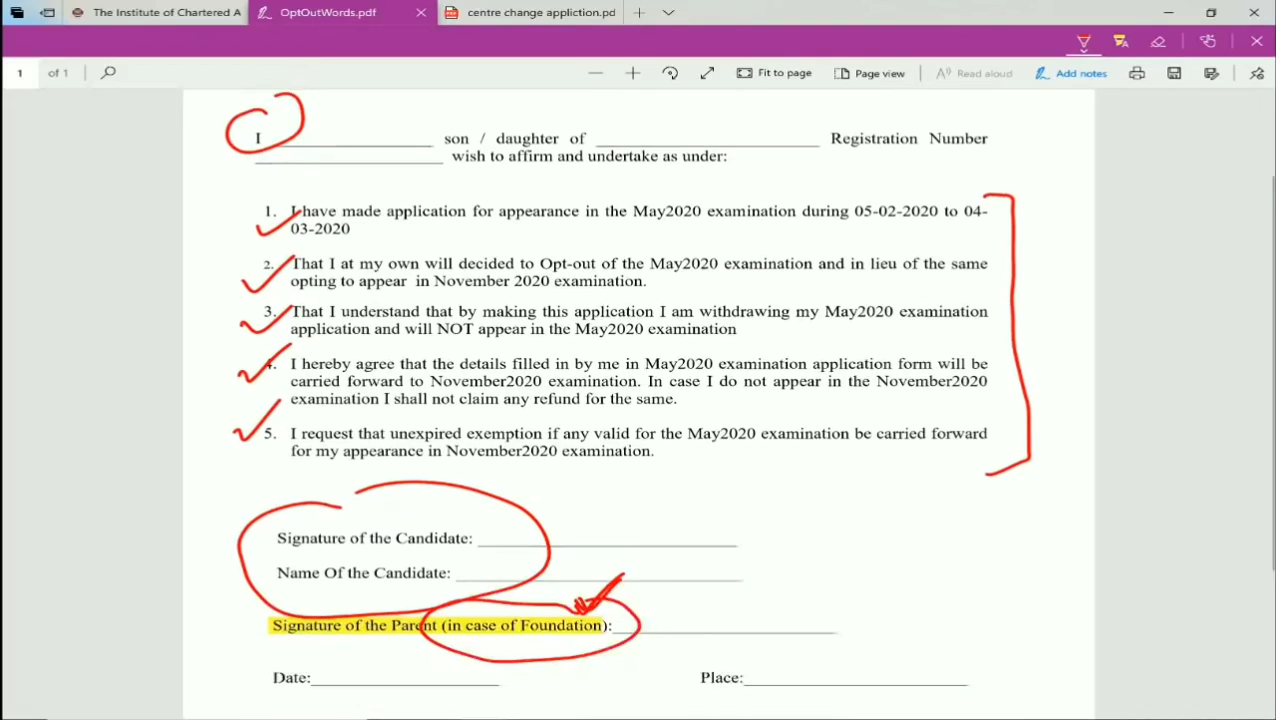 The Institute of Chartered A
OptOutWords.pdf
centre change appliction.pd
1 of 1
Fit to page
Page view
Read aloud
Add notes
I ________________ son / daughter of ______________________ Registration Number
__________________ wish to affirm and undertake as under:
1. I have made application for appearance in the May2020 examination during 05-02-2020 to 04-
03-2020
2. That I at my own will decided to Opt-out of the May2020 examination and in lieu of the same
opting to appear in November 2020 examination.
3. That I understand that by making this application I am withdrawing my May2020 examination
application and will NOT appear in the May2020 examination
4. I hereby agree that the details filled in by me in May2020 examination application form will be
carried forward to November2020 examination. In case I do not appear in the November2020
examination I shall not claim any refund for the same.
5. I request that unexpired exemption if any valid for the May2020 examination be carried forward
for my appearance in November2020 examination.
Signature of the Candidate: __________________________
Name Of the Candidate: _____________________________
Signature of the Parent (in case of Foundation):______________________
Date:___________________ Place:______________________